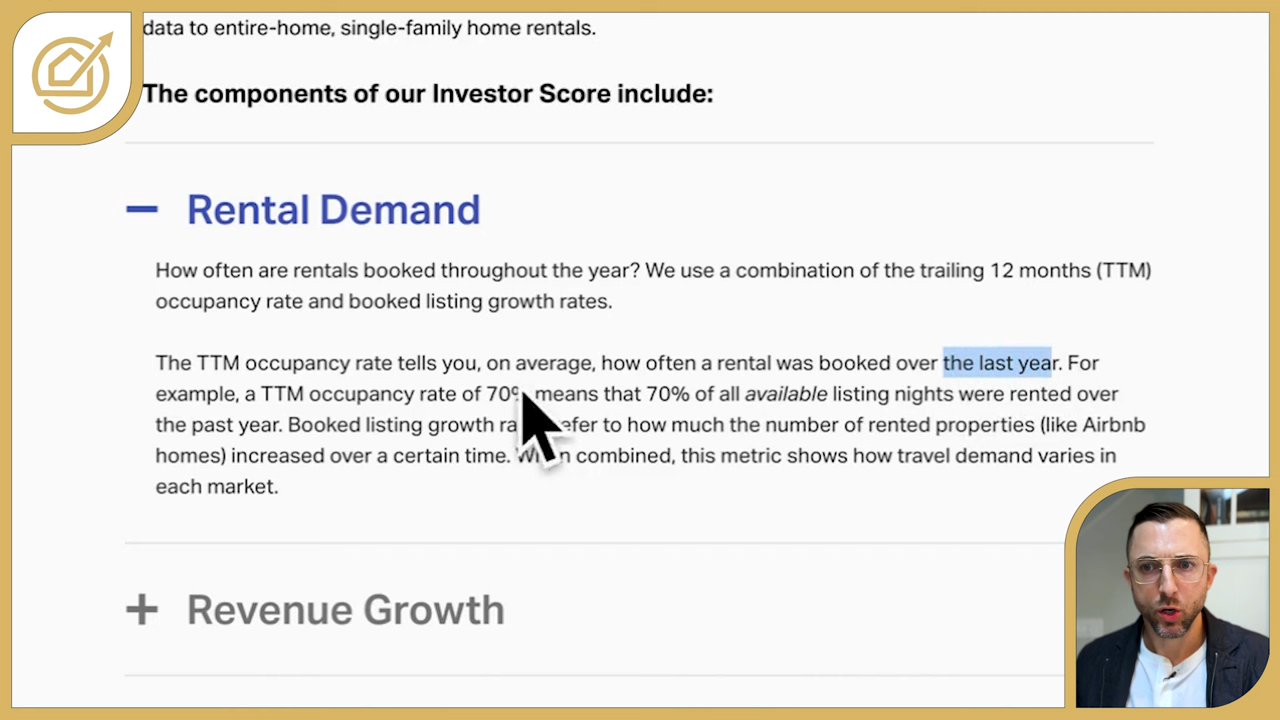 data to entire-home, single-family home rentals.
The components of our Investor Score include:
Rental Demand
How often are rentals booked throughout the year? We use a combination of the trailing 12 months (TTM)
occupancy rate and booked listing growth rates.
The TTM occupancy rate tells you, on average, how often a rental was booked over the last year. For
example, a TTM occupancy rate of 70% means that 70% of all available listing nights were rented over
the past year. Booked listing growth refer to how much the number of rented properties (like Airbnb
homes) increased over a certain time. combined, this metric shows how travel demand varies in
each market.
Revenue Growth